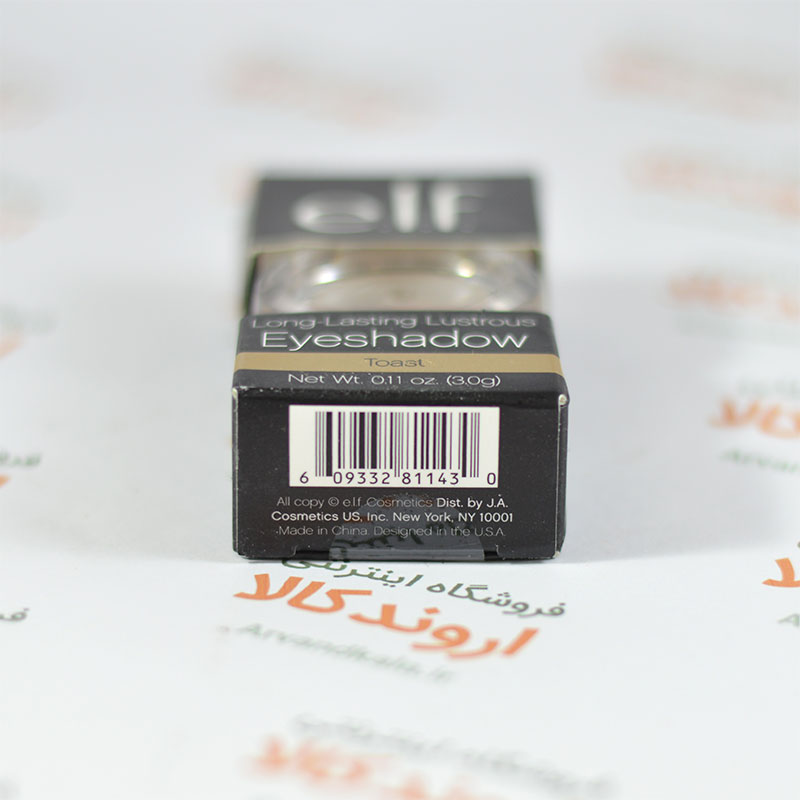 elf
Long-Lasting Lustrous
Eyeshadow
Toast
Net Wt. 0.11 oz. (3.0g)
6 09332 81143 0
All copy © e.l.f. Cosmetics Dist. by J.A.
Cosmetics US, Inc. New York, NY 10001
Made in China. Designed in the U.S.A.
فروشگاه اینترنتی
اروند کالا
Arvandkala.ir